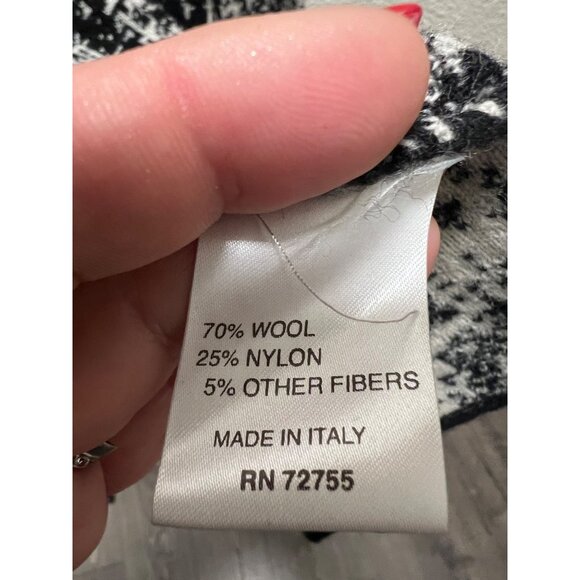 70% WOOL
25% NYLON
5% OTHER FIBERS
MADE IN ITALY
RN 72755